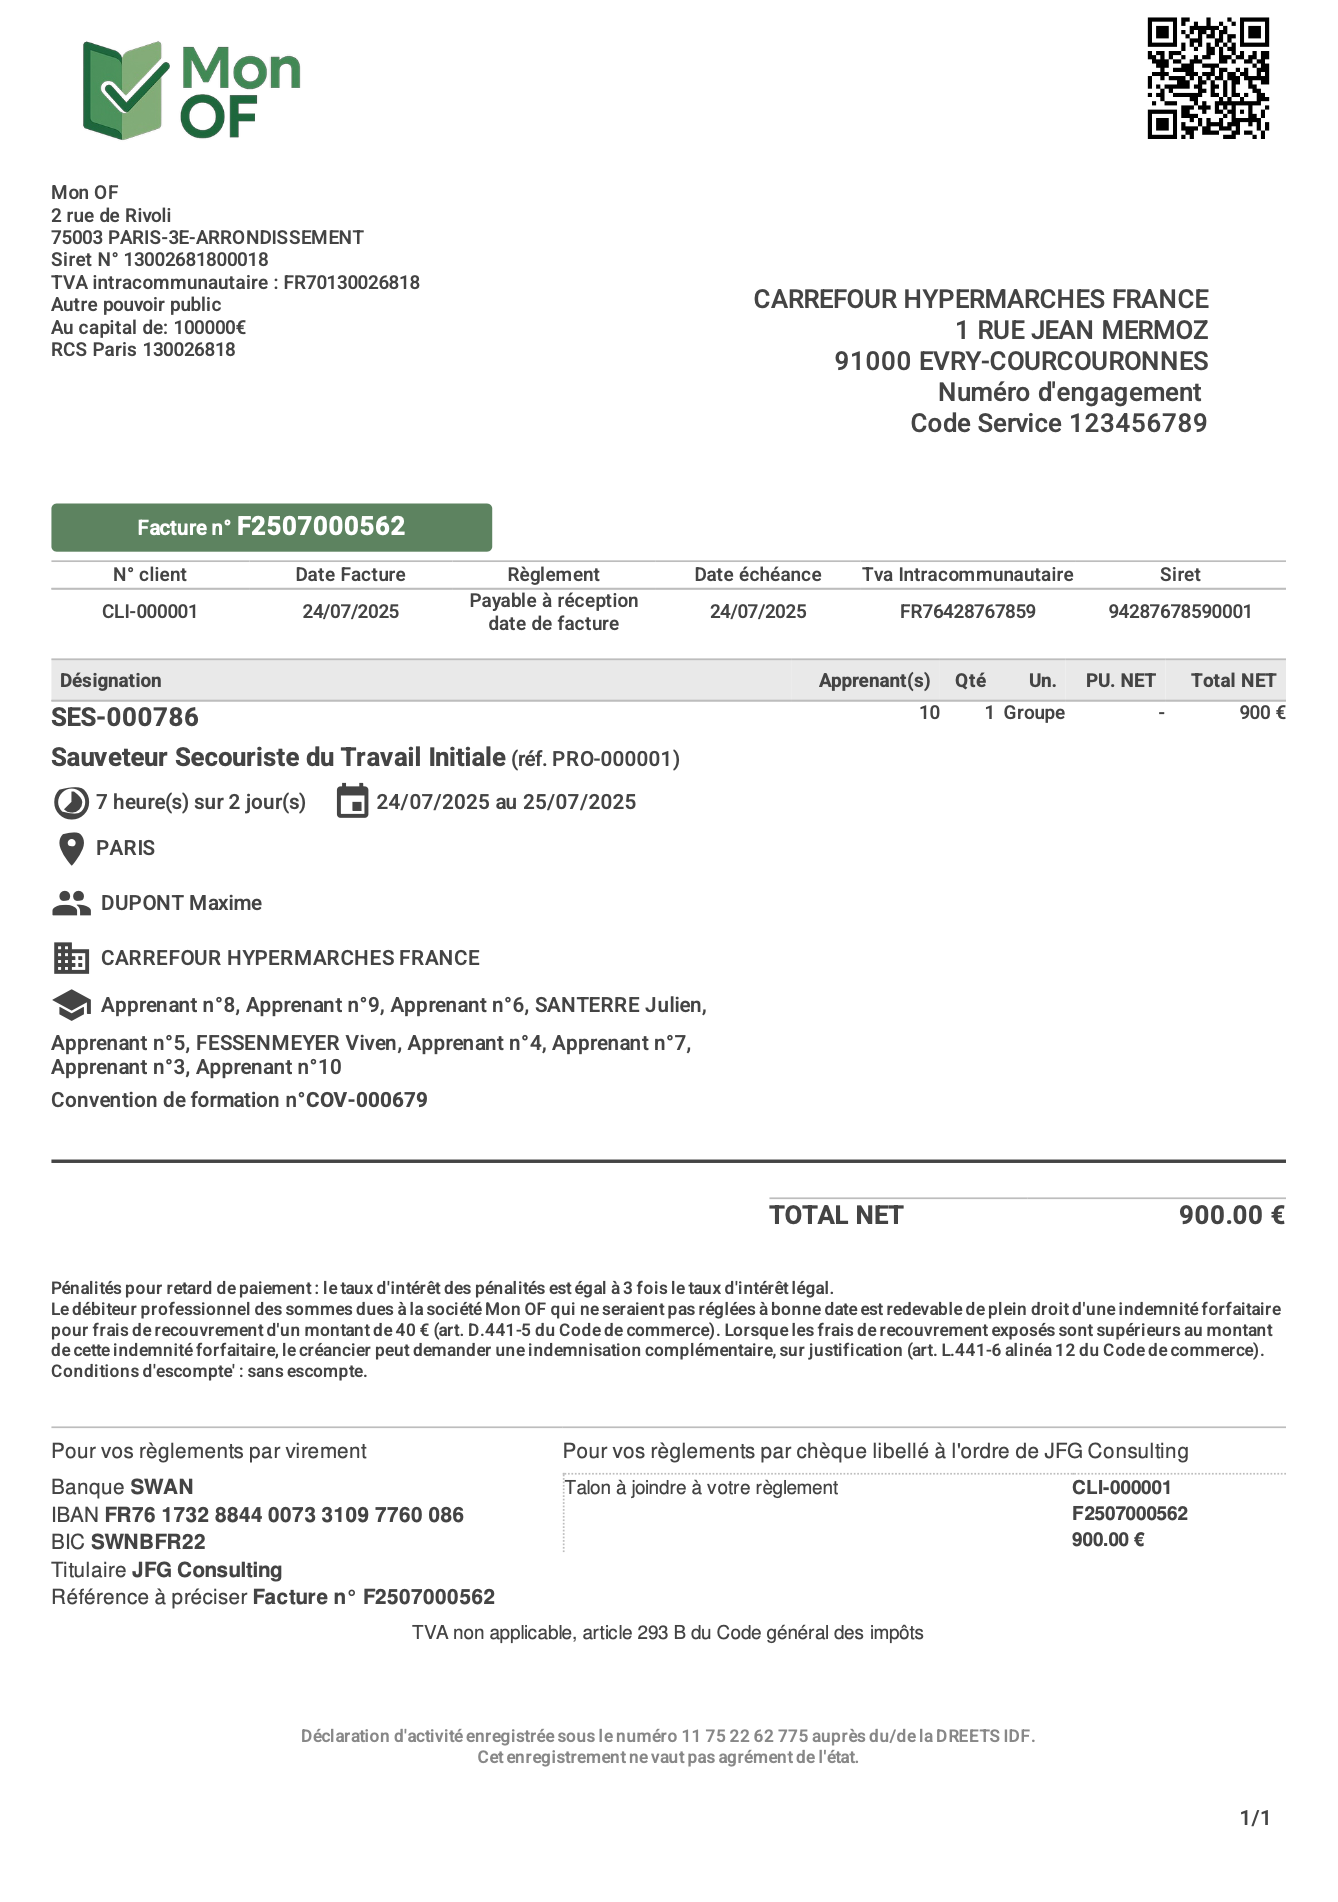 Mon
OF
Mon OF
2 rue de Rivoli
75003 PARIS-3E-ARRONDISSEMENT
Siret N° 13002681800018
TVA intracommunautaire : FR70130026818
Autre pouvoir public
Au capital de: 100000€
RCS Paris 130026818
CARREFOUR HYPERMARCHES FRANCE
1 RUE JEAN MERMOZ
91000 EVRY-COURCOURONNES
Numéro d'engagement
Code Service 123456789
Facture n° F2507000562
N° client Date Facture Règlement Date échéance Tva Intracommunautaire Siret
CLI-000001 24/07/2025 Payable à réception date de facture 24/07/2025 FR76428767859 94287678590001
Désignation Apprenant(s) Qté Un. PU. NET Total NET
SES-000786 10 1 Groupe - 900 €
Sauveteur Secouriste du Travail Initiale (réf. PRO-000001)
7 heure(s) sur 2 jour(s) 24/07/2025 au 25/07/2025
PARIS
DUPONT Maxime
CARREFOUR HYPERMARCHES FRANCE
Apprenant n°8, Apprenant n°9, Apprenant n°6, SANTERRE Julien,
Apprenant n°5, FESSENMEYER Viven, Apprenant n°4, Apprenant n°7,
Apprenant n°3, Apprenant n°10
Convention de formation n°COV-000679
TOTAL NET 900.00 €
Pénalités pour retard de paiement : le taux d'intérêt des pénalités est égal à 3 fois le taux d'intérêt légal.
Le débiteur professionnel des sommes dues à la société Mon OF qui ne seraient pas réglées à bonne date est redevable de plein droit d'une indemnité forfaitaire
pour frais de recouvrement d'un montant de 40 € (art. D.441-5 du Code de commerce). Lorsque les frais de recouvrement exposés sont supérieurs au montant
de cette indemnité forfaitaire, le créancier peut demander une indemnisation complémentaire, sur justification (art. L.441-6 alinéa 12 du Code de commerce).
Conditions d'escompte' : sans escompte.
Pour vos règlements par virement
Banque SWAN
IBAN FR76 1732 8844 0073 3109 7760 086
BIC SWNBFR22
Titulaire JFG Consulting
Référence à préciser Facture n° F2507000562
Pour vos règlements par chèque libellé à l'ordre de JFG Consulting
Talon à joindre à votre règlement CLI-000001
F2507000562
900.00 €
TVA non applicable, article 293 B du Code général des impôts
Déclaration d'activité enregistrée sous le numéro 11 75 22 62 775 auprès du/de la DREETS IDF.
Cet enregistrement ne vaut pas agrément de l'état.
1/1